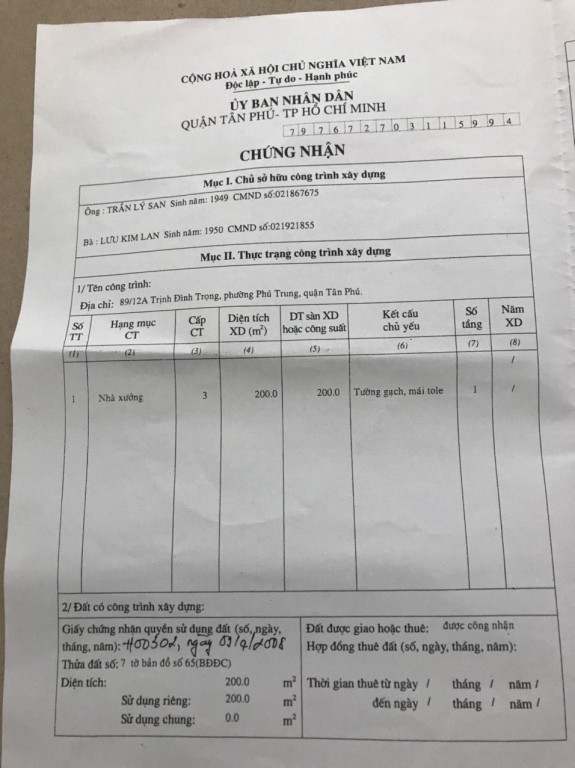 CỘNG HOÀ XÃ HỘI CHỦ NGHĨA VIỆT NAM
Độc lập - Tự do - Hạnh phúc
ỦY BAN NHÂN DÂN
QUẬN TÂN PHÚ- TP HỒ CHÍ MINH
7 9 7 6 7 2 7 0 3 1 1 5 9 9 4
CHỨNG NHẬN
Mục I. Chủ sở hữu công trình xây dựng
Ông : TRẦN LÝ SAN Sinh năm: 1949 CMND số:021867675
Bà : LƯU KIM LAN Sinh năm: 1950 CMND số:021921855
Mục II. Thực trạng công trình xây dựng
1/ Tên công trình:
Địa chỉ: 89/12A Trịnh Đình Trọng, phường Phú Trung, quận Tân Phú.
Số TT Hạng mục CT Cấp CT Diện tích XD (m²) DT sàn XD hoặc công suất Kết cấu chủ yếu Số tầng Năm XD
(1) (2) (3) (4) (5) (6) (7) (8)
/
1 Nhà xưởng 3 200.0 200.0 Tường gạch, mái tole 1 /
2/ Đất có công trình xây dựng:
Giấy chứng nhận quyền sử dụng đất (số, ngày,
tháng, năm): H00502, ngày 09/4/2008
Thửa đất số: 7 tờ bản đồ số 65(BĐĐC)
Diện tích: 200.0 m²
Sử dụng riêng: 200.0 m²
Sử dụng chung: 0.0 m²
Đất được giao hoặc thuê: được công nhận
Hợp đồng thuê đất (số, ngày, tháng, năm):
Thời gian thuê từ ngày / tháng / năm /
đến ngày / tháng / năm /